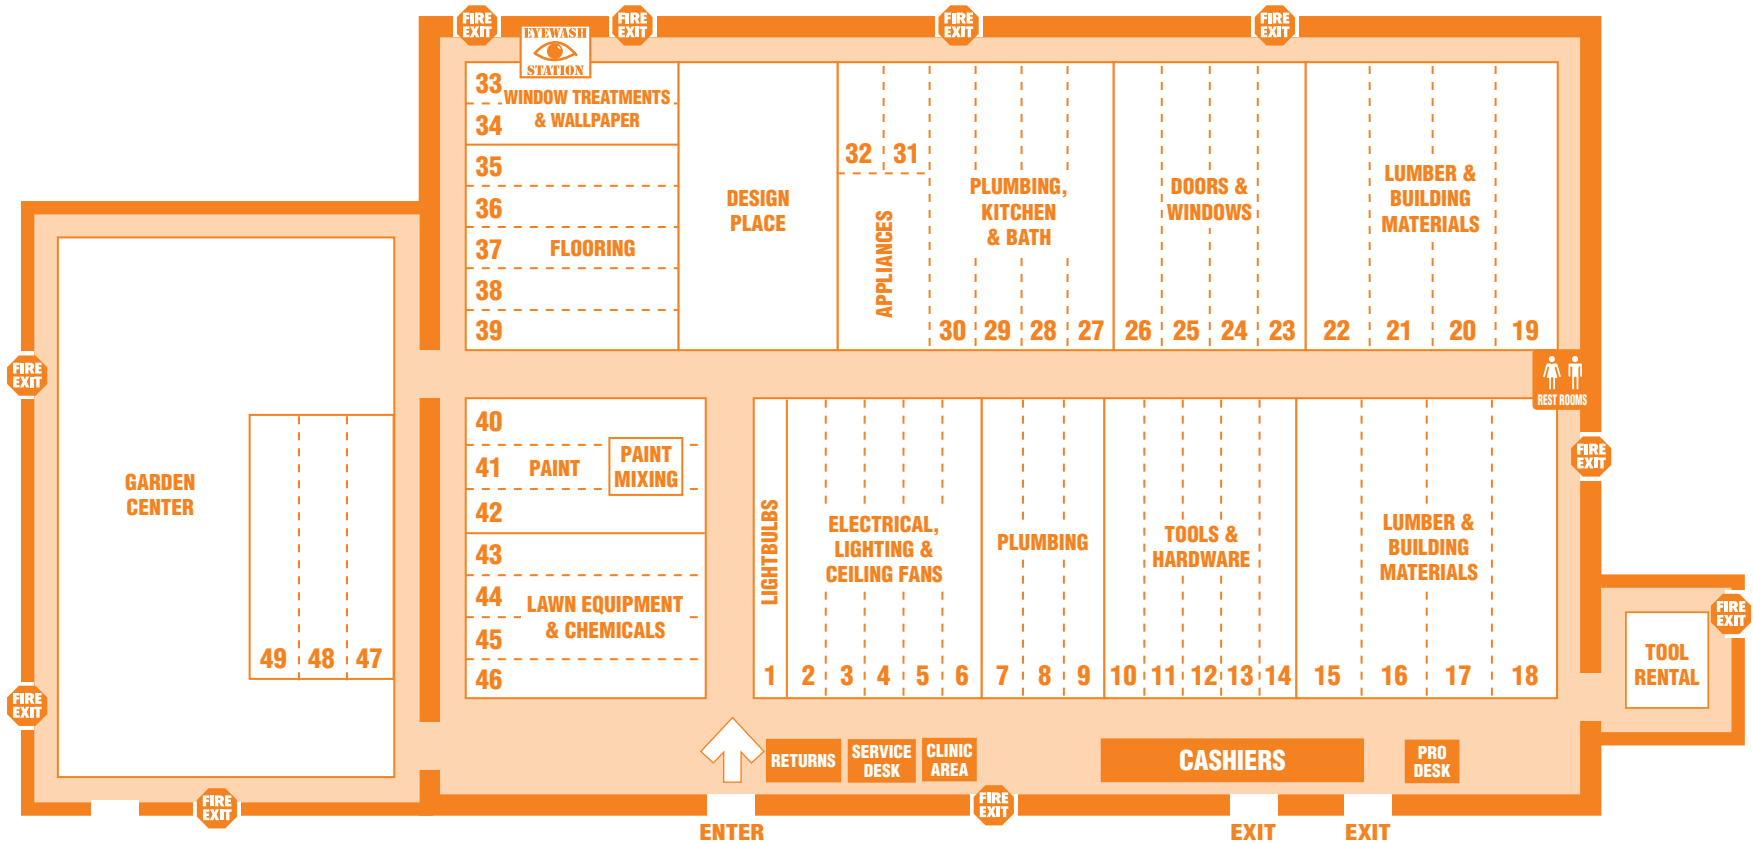 FIRE
EXIT
FIRE
EXIT
FIRE
EXIT
FIRE
EXIT
EYEWASH
STATION
33
WINDOW TREATMENTS
& WALLPAPER
34
35
36
37
FLOORING
38
39
DESIGN
PLACE
32
31
APPLIANCES
PLUMBING,
KITCHEN
& BATH
30
29
28
27
DOORS &
WINDOWS
26
25
24
23
LUMBER &
BUILDING
MATERIALS
22
21
20
19
REST ROOMS
FIRE
EXIT
FIRE
EXIT
GARDEN
CENTER
49
48
47
FIRE
EXIT
FIRE
EXIT
40
41
PAINT
PAINT
MIXING
42
43
44
LAWN EQUIPMENT
& CHEMICALS
45
46
LIGHTBULBS
1
ELECTRICAL,
LIGHTING &
CEILING FANS
2
3
4
5
6
PLUMBING
7
8
9
TOOLS &
HARDWARE
10
11
12
13
14
LUMBER &
BUILDING
MATERIALS
15
16
17
18
FIRE
EXIT
TOOL
RENTAL
RETURNS
SERVICE
DESK
CLINIC
AREA
CASHIERS
PRO
DESK
FIRE
EXIT
ENTER
EXIT
EXIT